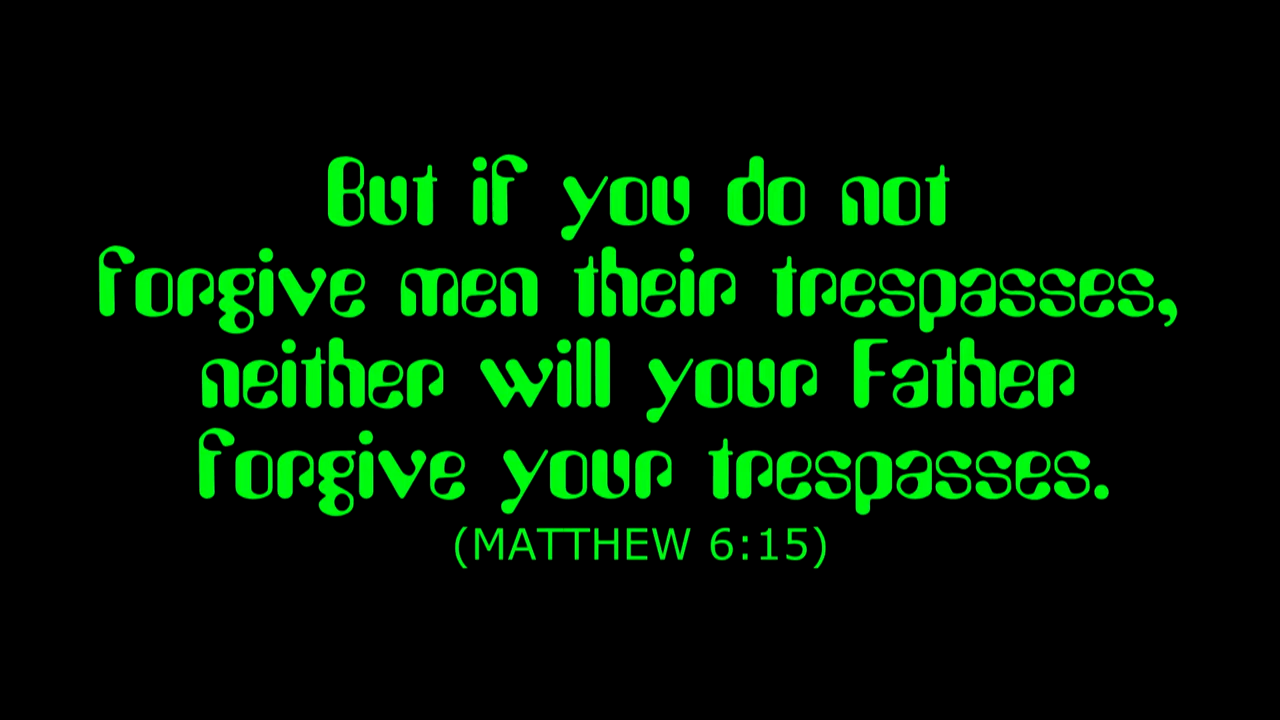 But if you do not
forgive men their trespasses,
neither will your Father
forgive your trespasses.
(MATTHEW 6:15)